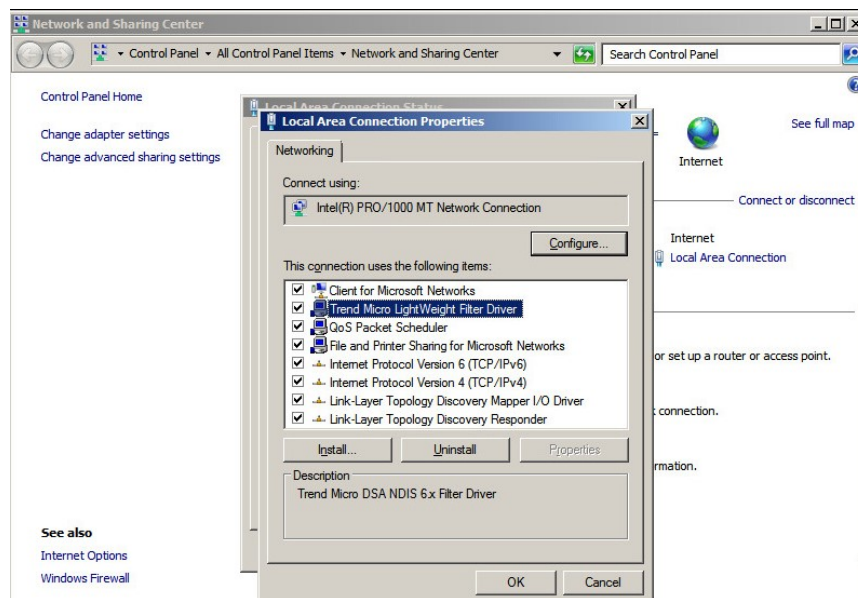 Network and Sharing Center
Control Panel ▾ All Control Panel Items ▾ Network and Sharing Center
Search Control Panel
Control Panel Home
Change adapter settings
Change advanced sharing settings
See also
Internet Options
Windows Firewall
Local Area Connection Status
Local Area Connection Properties
Networking
Connect using:
Intel(R) PRO/1000 MT Network Connection
Configure...
This connection uses the following items:
Client for Microsoft Networks
Trend Micro LightWeight Filter Driver
QoS Packet Scheduler
File and Printer Sharing for Microsoft Networks
Internet Protocol Version 6 (TCP/IPv6)
Internet Protocol Version 4 (TCP/IPv4)
Link-Layer Topology Discovery Mapper I/O Driver
Link-Layer Topology Discovery Responder
Install...
Uninstall
Properties
Description
Trend Micro DSA NDIS 6.x Filter Driver
OK
Cancel
See full map
Internet
Connect or disconnect
Internet
Local Area Connection
or set up a router or access point.
connection.